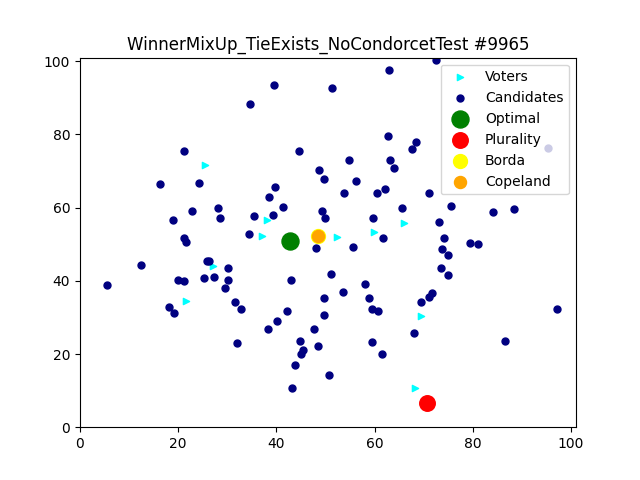 WinnerMixUp_TieExists_NoCondorcetTest #9965
Voters
Candidates
Optimal
Plurality
Borda
Copeland
100
80
60
40
20
0
0 20 40 60 80 100